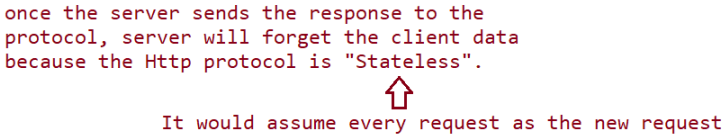 once the server sends the response to the
protocol, server will forget the client data
because the Http protocol is "Stateless".
It would assume every request as the new request